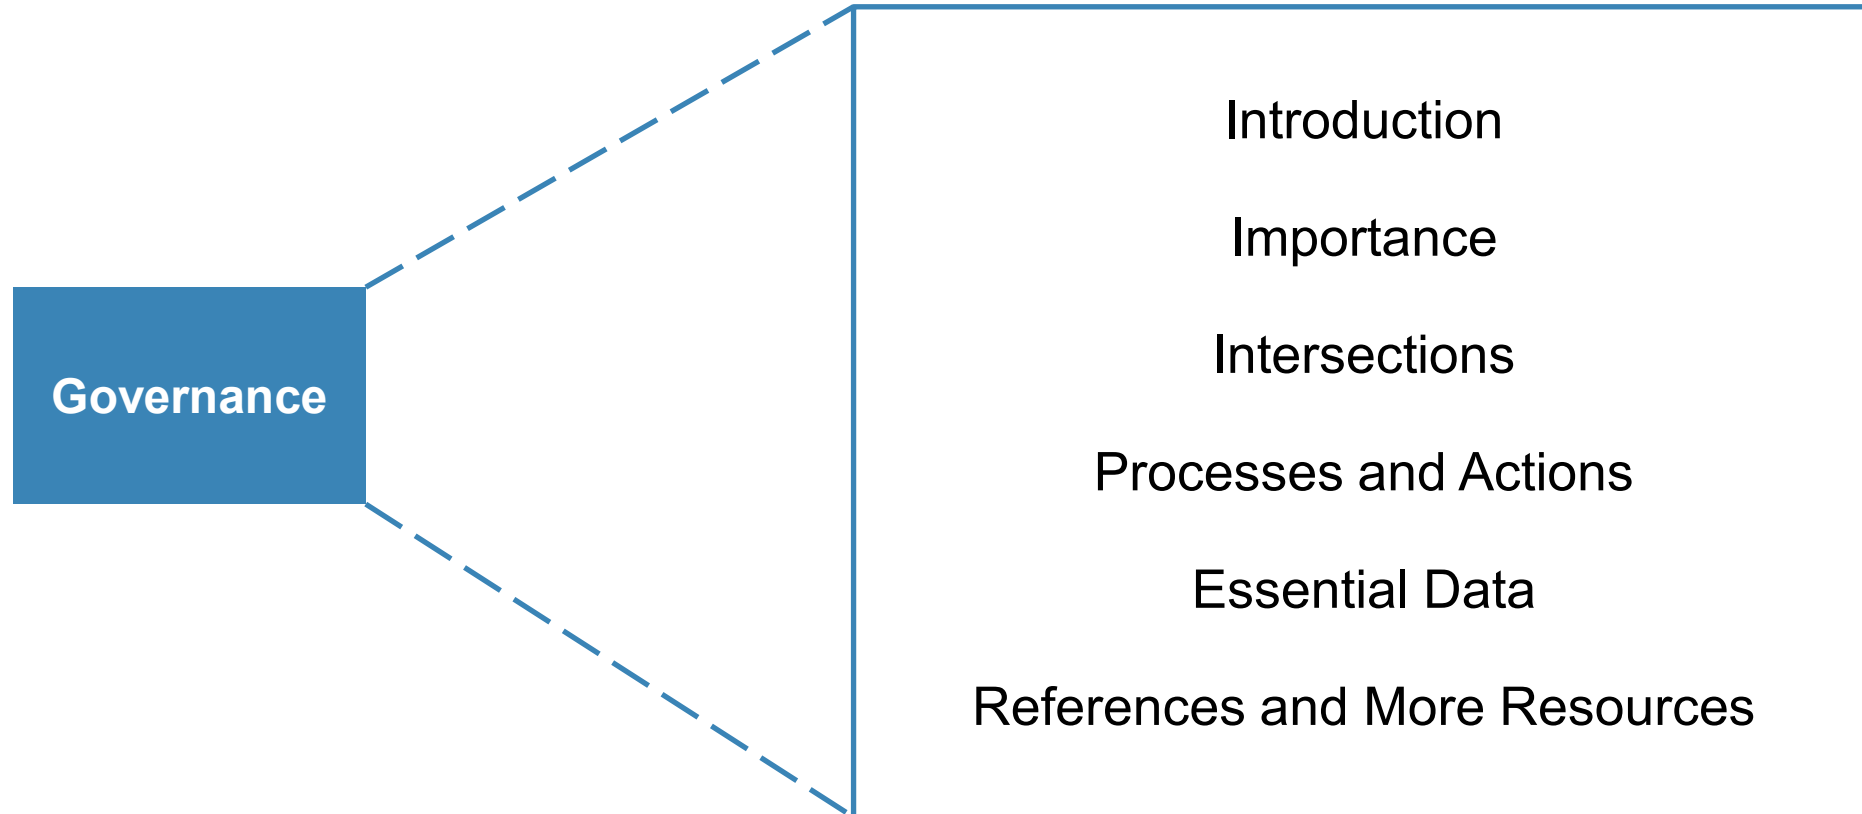 Governance
Introduction
Importance
Intersections
Processes and Actions
Essential Data
References and More Resources